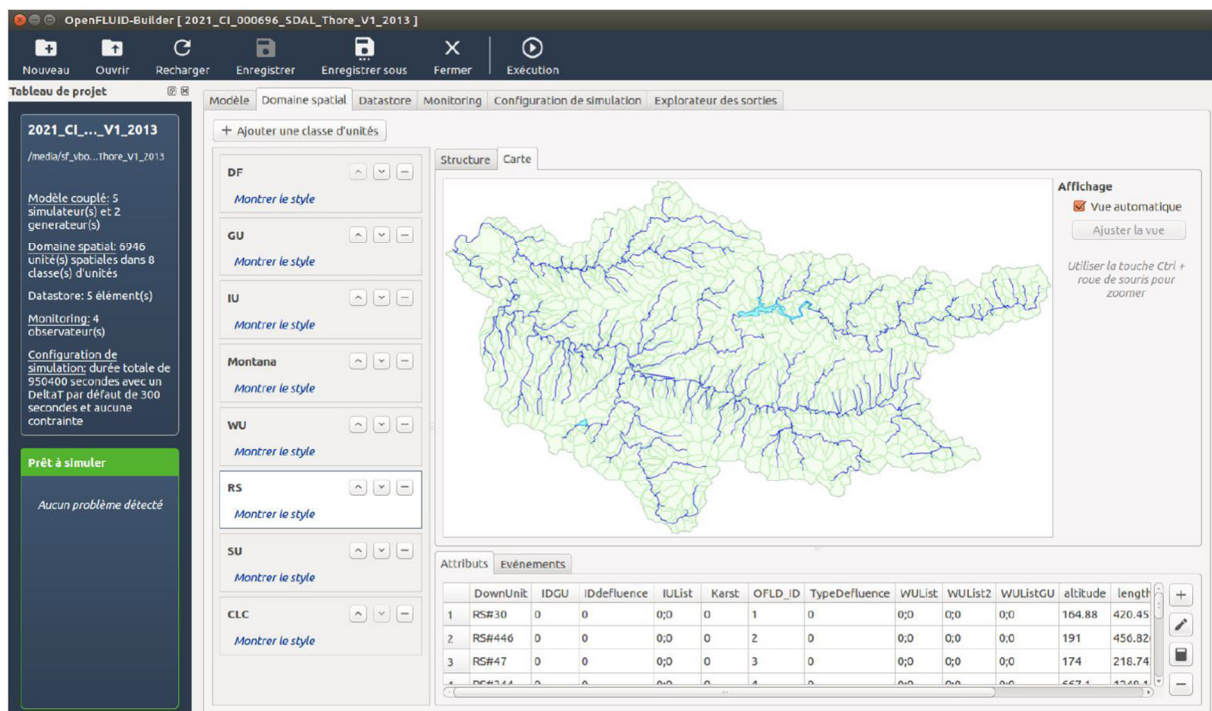 OpenFLUID-Builder [ 2021_CI_000696_SDAL_Thore_V1_2013 ]
Nouveau Ouvrir Recharger Enregistrer Enregistrer sous Fermer Exécution
Tableau de projet
2021_CI_..._V1_2013
/media/sf_vbo...Thore_V1_2013
Modèle couplé: 5
simulateur(s) et 2
generateur(s)
Domaine spatial: 6946
unité(s) spatiales dans 8
classe(s) d'unités
Datastore: 5 élément(s)
Monitoring: 4
observateur(s)
Configuration de
simulation: durée totale de
950400 secondes avec un
DeltaT par défaut de 300
secondes et aucune
contrainte
Prêt à simuler
Aucun problème détecté
Modèle Domaine spatial Datastore Monitoring Configuration de simulation Explorateur des sorties
+ Ajouter une classe d'unités
DF
Montrer le style
GU
Montrer le style
IU
Montrer le style
Montana
Montrer le style
WU
Montrer le style
RS
Montrer le style
SU
Montrer le style
CLC
Montrer le style
Structure Carte
Affichage
Vue automatique
Ajuster la vue
Utiliser la touche Ctrl +
roue de souris pour
zoomer
Attributs Evénements
DownUnit IDGU IDdefluence IUList Karst OFLD_ID TypeDefluence WUList WUList2 WUListGU altitude length
1 RS#30 0 0 0;0 0 1 0 0;0 0;0 0;0 164.88 420.45
2 RS#446 0 0 0;0 0 2 0 0;0 0;0 0;0 191 456.82
3 RS#47 0 0 0;0 0 3 0 0;0 0;0 0;0 174 218.74